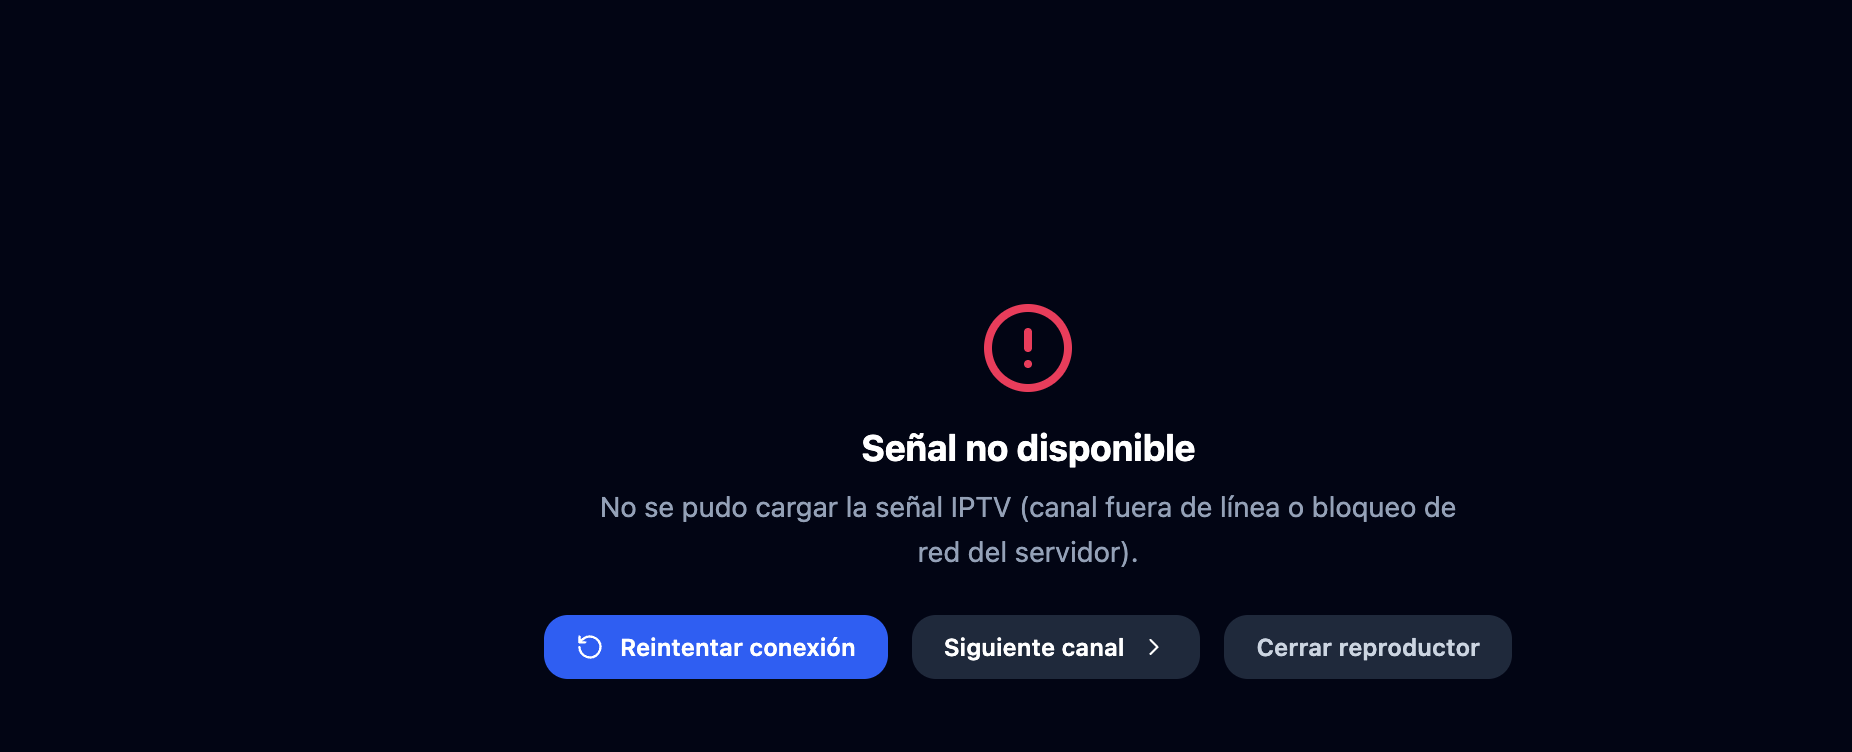 Señal no disponible
No se pudo cargar la señal IPTV (canal fuera de línea o bloqueo de
red del servidor).
Reintentar conexión
Siguiente canal
Cerrar reproductor